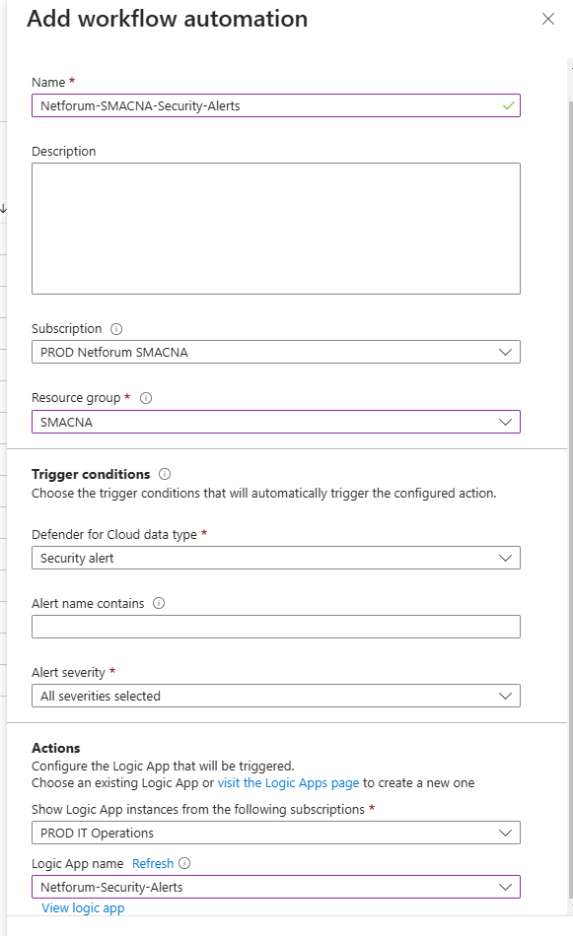 Add workflow automation
Name *
Netforum-SMACNA-Security-Alerts
Description
Subscription
PROD Netforum SMACNA
Resource group *
SMACNA
Trigger conditions
Choose the trigger conditions that will automatically trigger the configured action.
Defender for Cloud data type *
Security alert
Alert name contains
Alert severity *
All severities selected
Actions
Configure the Logic App that will be triggered.
Choose an existing Logic App or visit the Logic Apps page to create a new one
Show Logic App instances from the following subscriptions *
PROD IT Operations
Logic App name Refresh
Netforum-Security-Alerts
View logic app